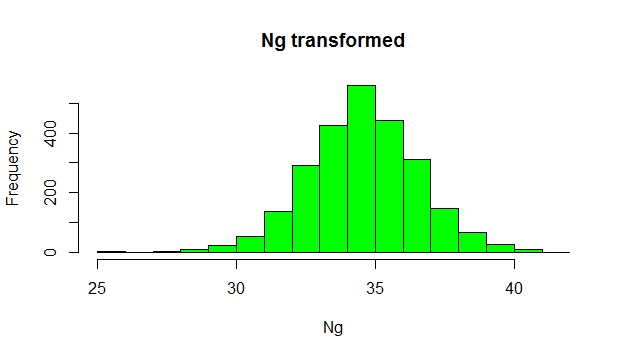 Ng transformed
Frequency
400
200
0
25 30 35 40
Ng